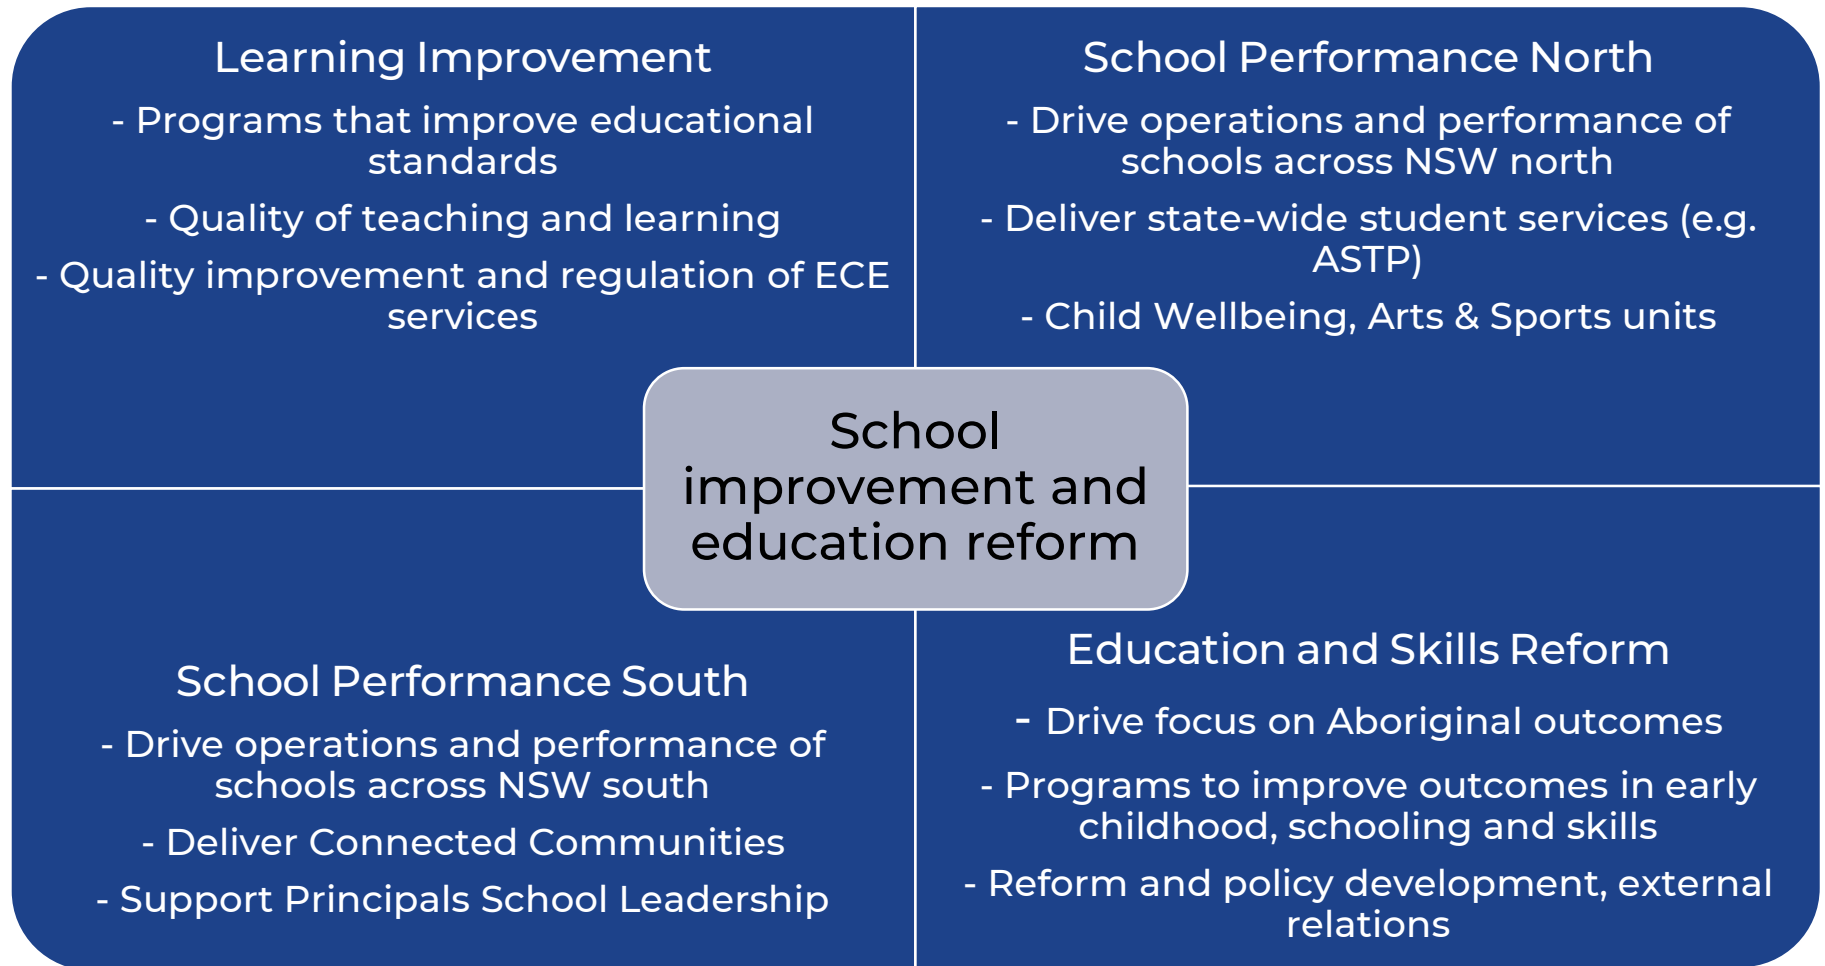 Learning Improvement
- Programs that improve educational
standards
- Quality of teaching and learning
- Quality improvement and regulation of ECE
services
School Performance North
- Drive operations and performance of
schools across NSW north
- Deliver state-wide student services (e.g.
ASTP)
- Child Wellbeing, Arts & Sports units
School
improvement and
education reform
School Performance South
- Drive operations and performance of
schools across NSW south
- Deliver Connected Communities
- Support Principals School Leadership
Education and Skills Reform
- Drive focus on Aboriginal outcomes
- Programs to improve outcomes in early
childhood, schooling and skills
- Reform and policy development, external
relations